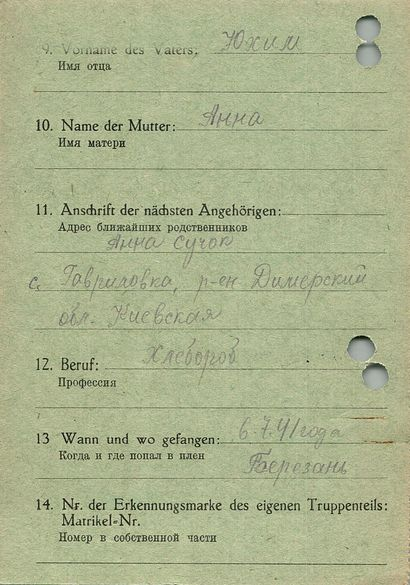 9. Vorname des Vaters: Юхим
Имя отца
10. Name der Mutter: Анна
Имя матери
11. Anschrift der nächsten Angehörigen:
Адрес ближайших родственников
Анна Сучок
с. Гавриловка, р-ен Димерский
обл. Киевская
12. Beruf: Хлебороб
Профессия
13 Wann und wo gefangen: 6.7.41 года
Когда и где попал в плен Березань
14. Nr. der Erkennungsmarke des eigenen Truppenteils:
Matrikel-Nr.
Номер в собственной части